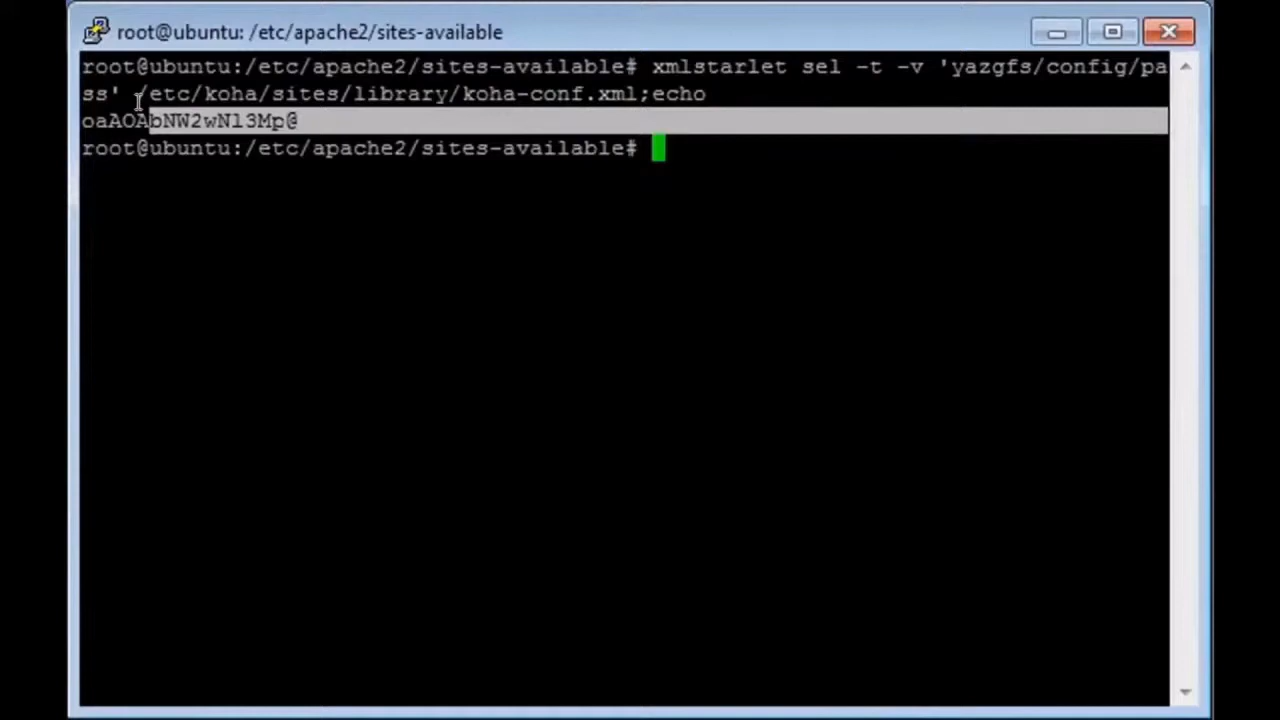 root@ubuntu: /etc/apache2/sites-available
root@ubuntu:/etc/apache2/sites-available# xmlstarlet sel -t -v 'yazgfs/config/pa
ss' /etc/koha/sites/library/koha-conf.xml;echo
oaAOAbNW2wNl3Mp@
root@ubuntu:/etc/apache2/sites-available#